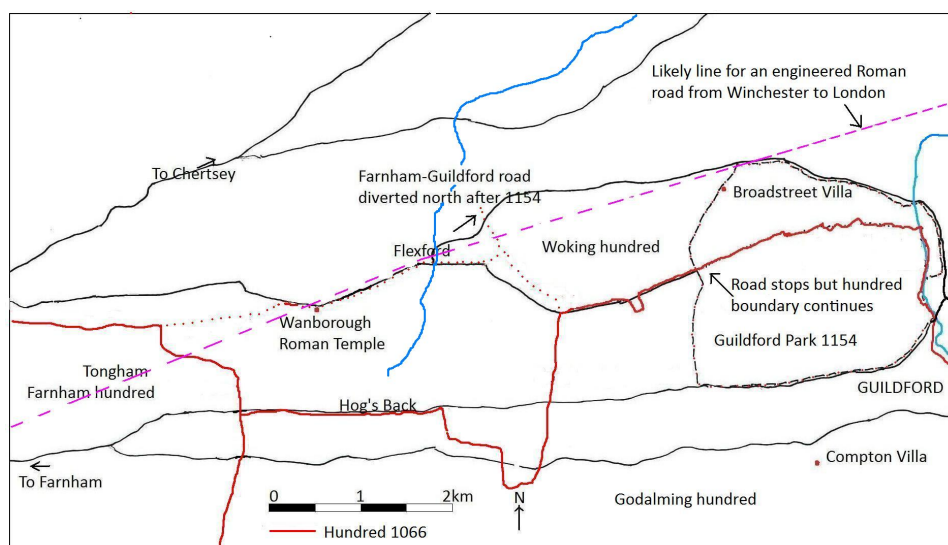 Likely line for an engineered Roman
road from Winchester to London
To Chertsey
Farnham-Guildford road
diverted north after 1154
Broadstreet Villa
Flexford
Woking hundred
Road stops but hundred
boundary continues
Wanborough
Roman Temple
Guildford Park 1154
Tongham
Farnham hundred
GUILDFORD
Hog's Back
Compton Villa
To Farnham
0 1 2km
N
Godalming hundred
Hundred 1066